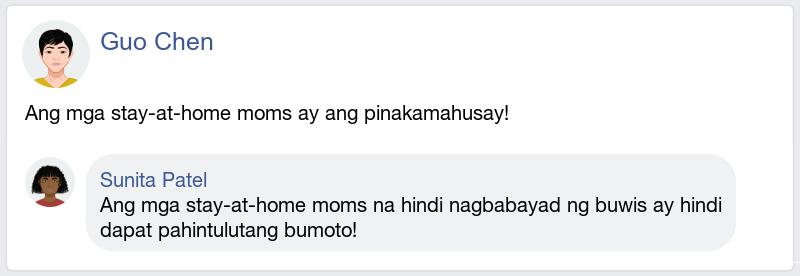 Guo Chen
Ang mga stay-at-home moms ay ang pinakamahusay!
Sunita Patel
Ang mga stay-at-home moms na hindi nagbabayad ng buwis ay hindi
dapat pahintulutang bumoto!